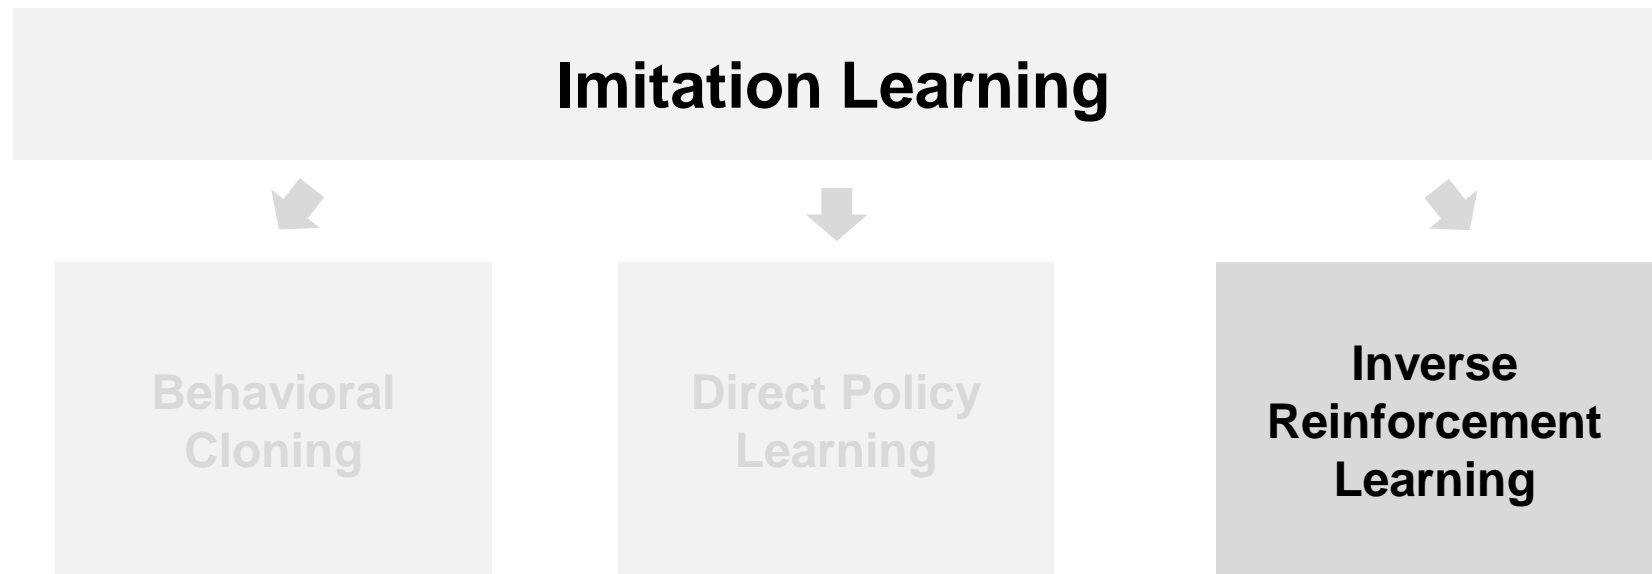 Imitation Learning
Behavioral
Cloning
Direct Policy
Learning
Inverse
Reinforcement
Learning